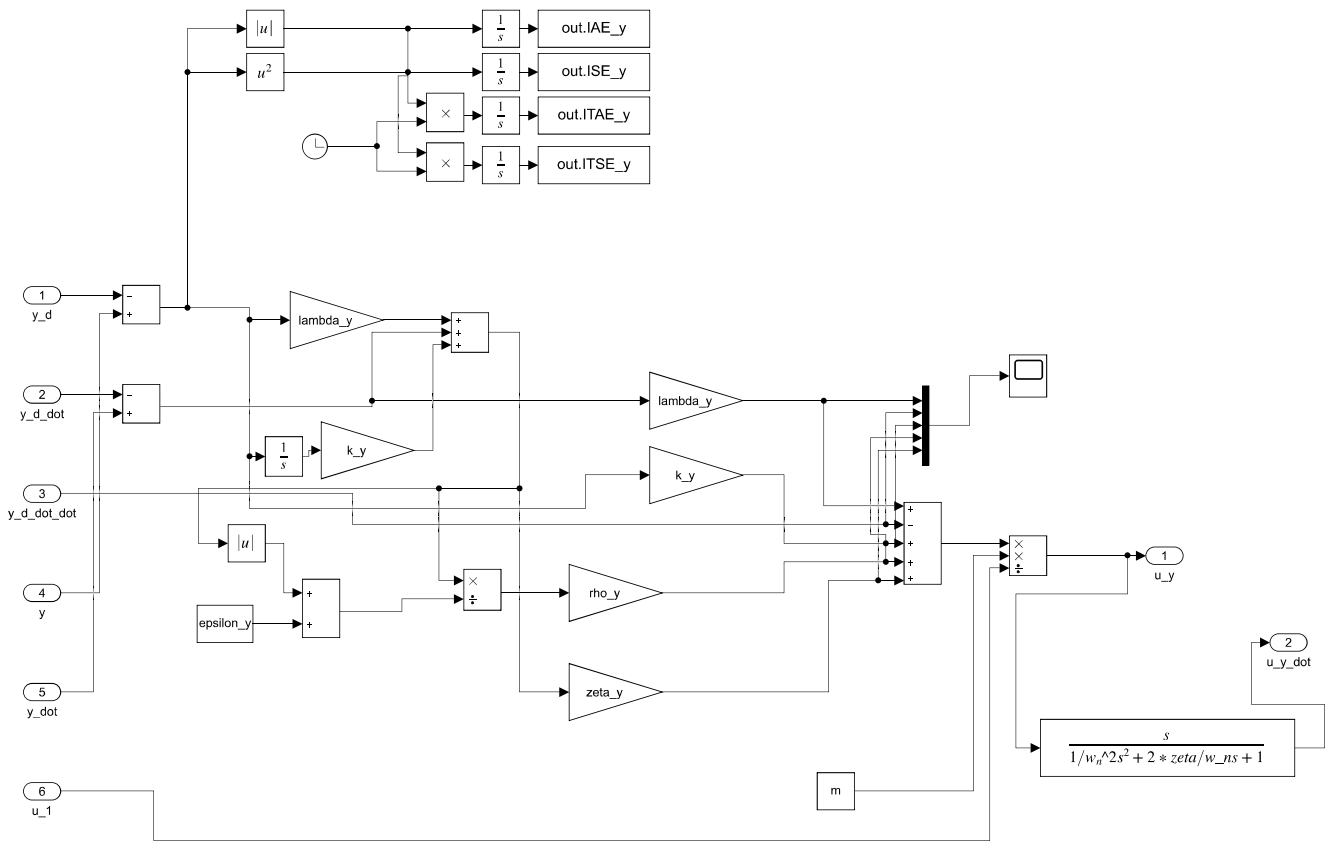 |u|
1
s
out.IAE_y
u²
1
s
out.ISE_y
×
1
s
out.ITAE_y
×
1
s
out.ITSE_y
1
y_d
−
+
lambda_y
+
+
+
2
y_d_dot
−
+
lambda_y
1
s
k_y
k_y
3
y_d_dot_dot
|u|
+
−
+
+
+
×
×
÷
1
u_y
4
y
epsilon_y
+
+
×
÷
rho_y
5
y_dot
zeta_y
2
u_y_dot
s
1/wₙ^2s² + 2 * zeta/w_ns + 1
6
u_1
m